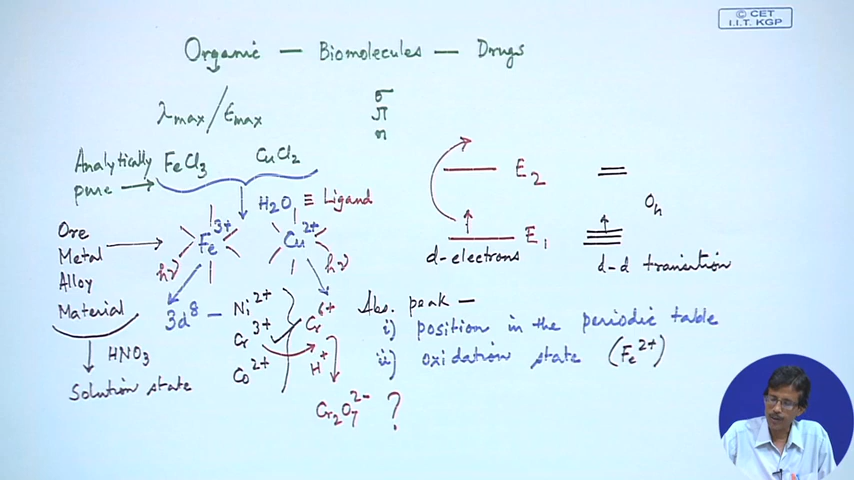 © CET
I.I.T. KGP
Organic — Biomolecules — Drugs
λmax/εmax
σ
π
n
Analytically pure → FeCl₃ CuCl₂
H₂O ≡ Ligand
Ore
Metal
Alloy
Material
Fe³⁺ Cu²⁺
hν hν
HNO₃
Solution state
3d⁸ – Ni²⁺
Cr³⁺ Cr⁶⁺
Co²⁺
H⁺
Cr₂O₇²⁻ ?
E₂
E₁
d-electrons
Oh
d-d transition
Abs. peak —
i) position in the periodic table
ii) oxidation state (Fe²⁺)